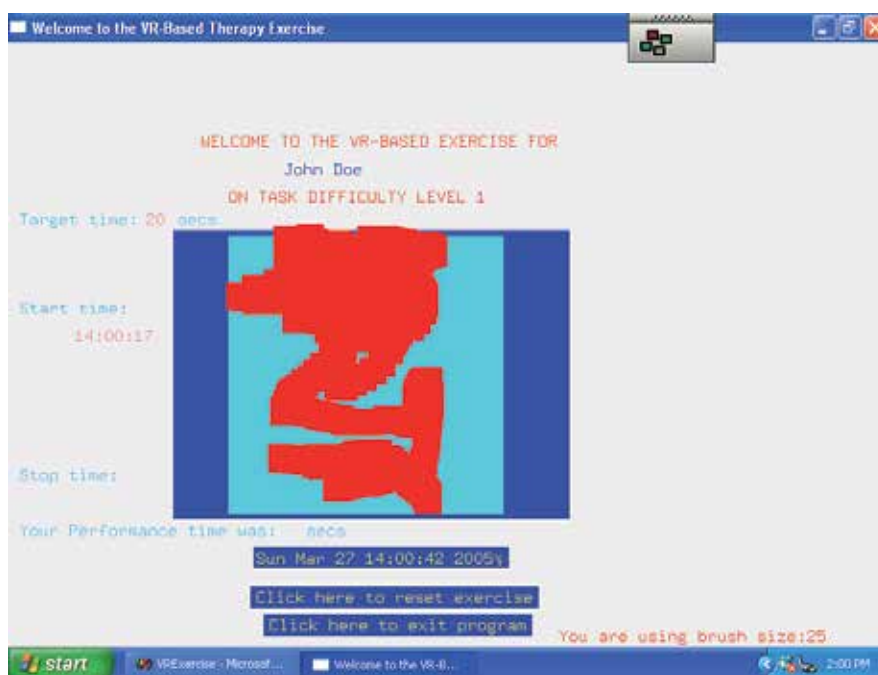 Welcome to the VR-Based Therapy Exercise
WELCOME TO THE VR-BASED EXERCISE FOR
John Doe
ON TASK DIFFICULTY LEVEL 1
Target time: 20 secs
Start time:
14:00:17
Stop time:
Your Performance time was: secs
Sun Mar 27 14:00:42 2005
Click here to reset exercise
Click here to exit program
You are using brush size:25
start
VRExercise - Microsof...
Welcome to the VR-B...
2:00 PM